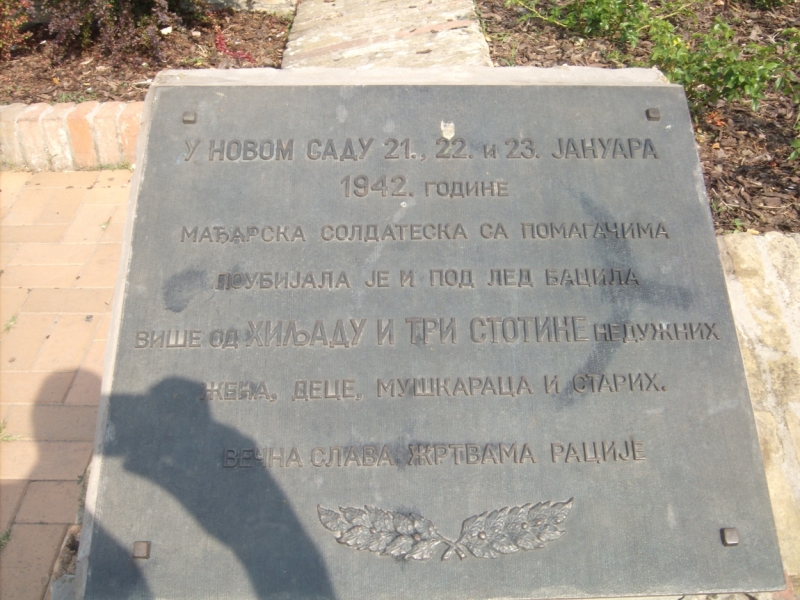 У НОВОМ САДУ 21., 22. и 23. ЈАНУАРА
1942. ГОДИНЕ
МАЂАРСКА СОЛДАТЕСКА СА ПОМАГАЧИМА
ПОУБИЈАЛА ЈЕ И ПОД ЛЕД БАЦИЛА
ВИШЕ ОД ХИЉАДУ И ТРИ СТОТИНЕ НЕДУЖНИХ
ЖЕНА, ДЕЦЕ, МУШКАРАЦА И СТАРИХ.
ВЕЧНА СЛАВА ЖРТВАМА РАЦИЈЕ